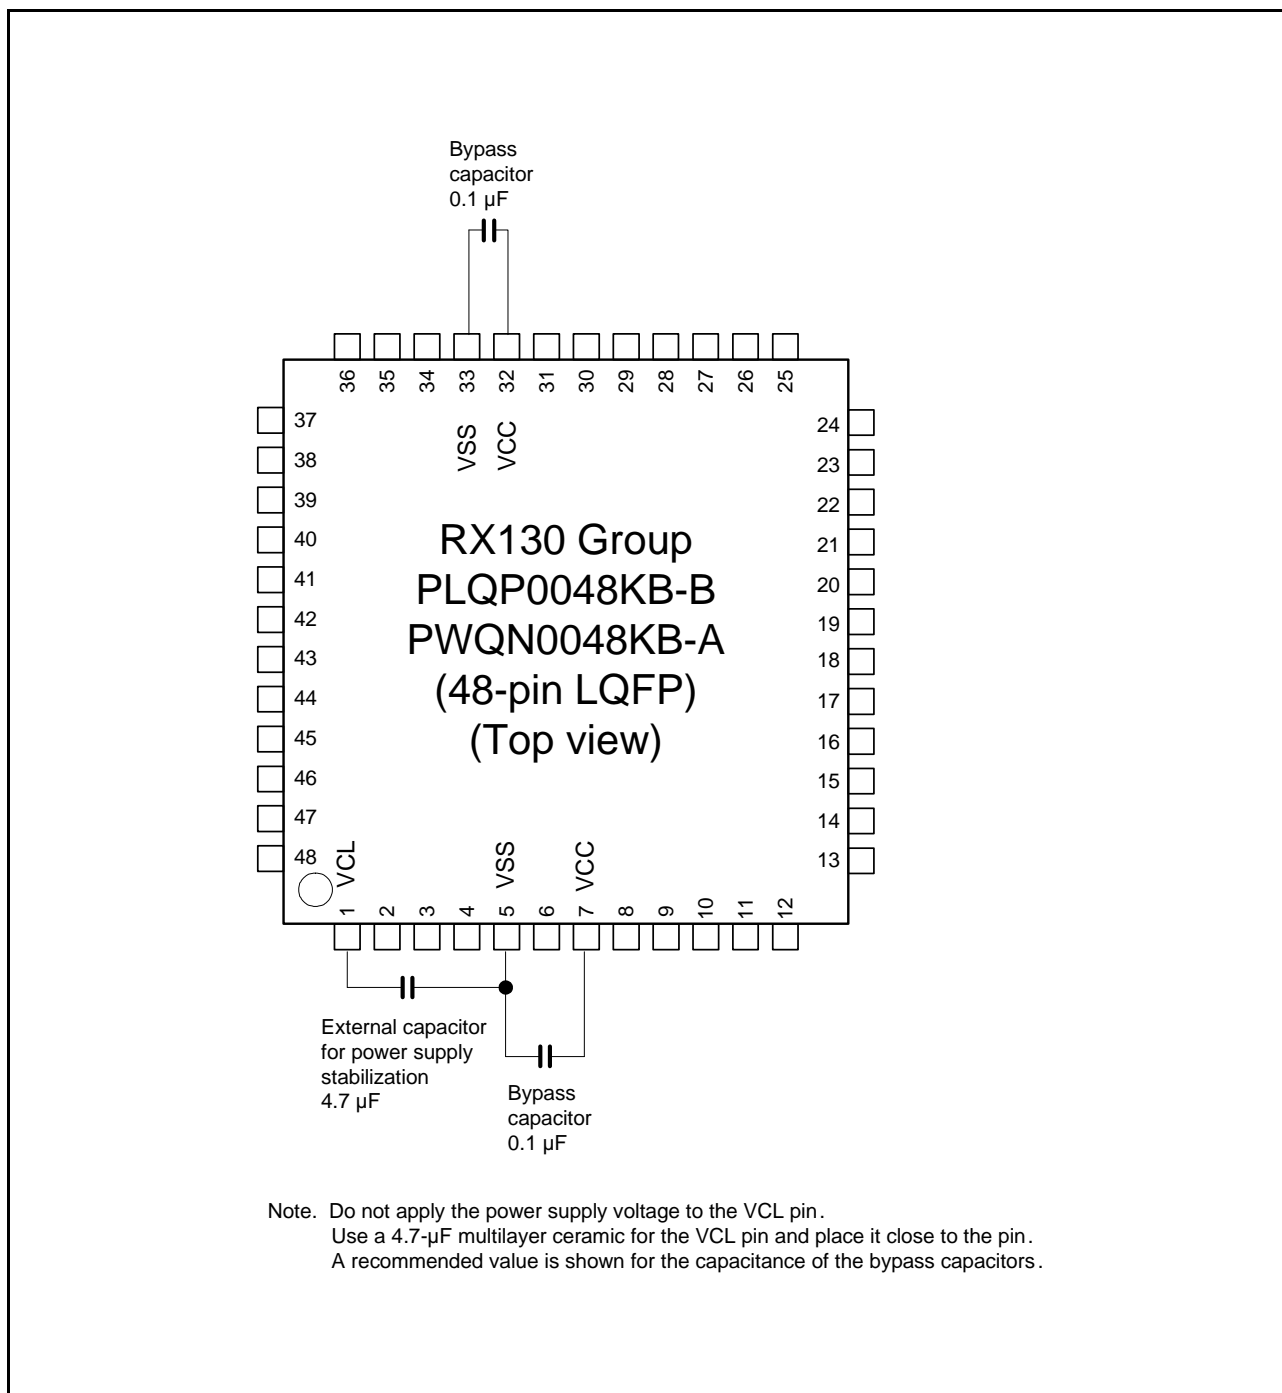 Bypass
capacitor
0.1 µF
36 35 34 33 32 31 30 29 28 27 26 25
VSS VCC
37
38
39
40
41
42
43
44
45
46
47
48
24
23
22
21
20
19
18
17
16
15
14
13
RX130 Group
PLQP0048KB-B
PWQN0048KB-A
(48-pin LQFP)
(Top view)
VCL VSS VCC
1 2 3 4 5 6 7 8 9 10 11 12
External capacitor
for power supply
stabilization
4.7 µF
Bypass
capacitor
0.1 µF
Note. Do not apply the power supply voltage to the VCL pin.
Use a 4.7-µF multilayer ceramic for the VCL pin and place it close to the pin.
A recommended value is shown for the capacitance of the bypass capacitors.